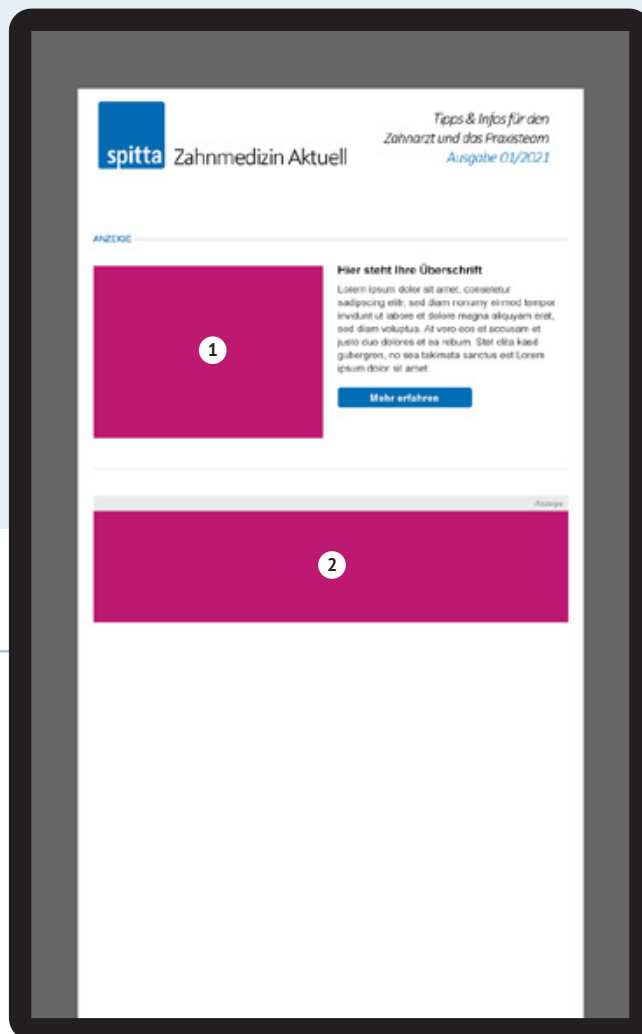 spitta Zahnmedizin Aktuell
Tipps & Infos für den
Zahnarzt und das Praxisteam
Ausgabe 01/2021
ANZEIGE
1
Hier steht Ihre Überschrift
Lorem ipsum dolor sit amet, consetetur
sadipscing elitr, sed diam nonumy eirmod tempor
invidunt ut labore et dolore magna aliquyam erat,
sed diam voluptua. At vero eos et accusam et
justo duo dolores et ea rebum. Stet clita kasd
gubergren, no sea takimata sanctus est Lorem
ipsum dolor sit amet.
Mehr erfahren
Anzeige
2